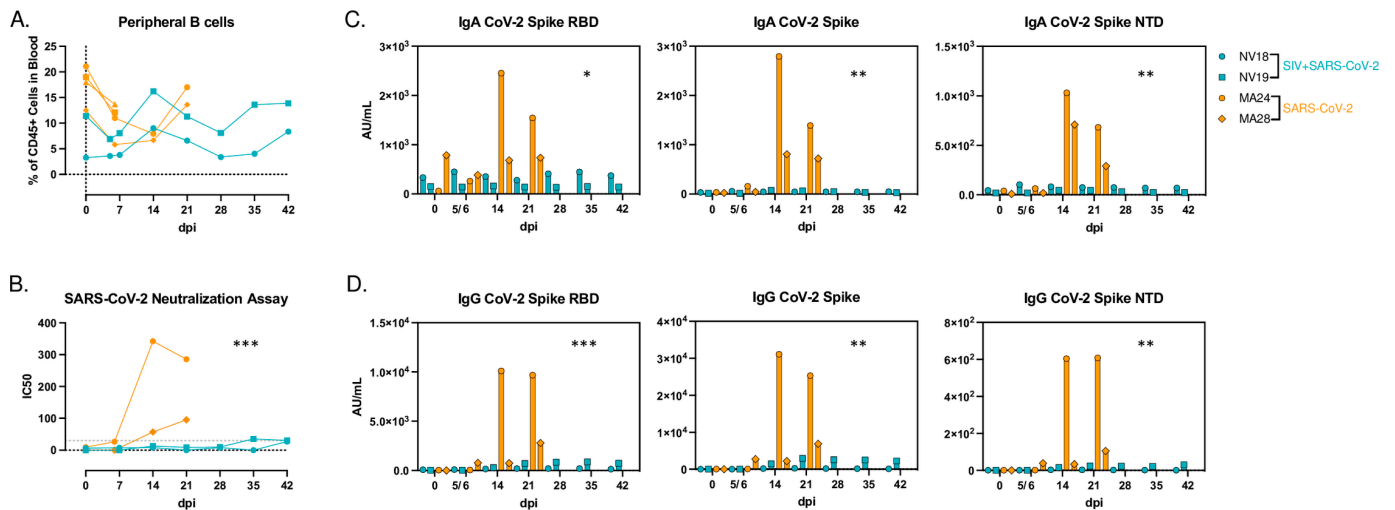 A.
Peripheral B cells
% of CD45+ Cells in Blood
25
20
15
10
5
0
0 7 14 21 28 35 42
dpi
B.
SARS-CoV-2 Neutralization Assay
IC50
400
300
200
100
0
***
0 7 14 21 28 35 42
dpi
C.
IgA CoV-2 Spike RBD
AU/mL
3×10³
2×10³
1×10³
0
*
0 5/6 14 21 28 35 42
dpi
IgA CoV-2 Spike
3×10³
2×10³
1×10³
0
**
0 5/6 14 21 28 35 42
dpi
IgA CoV-2 Spike NTD
1.5×10³
1.0×10³
5.0×10²
0.0
**
0 5/6 14 21 28 35 42
dpi
NV18
NV19
SIV+SARS-CoV-2
MA24
MA28
SARS-CoV-2
D.
IgG CoV-2 Spike RBD
AU/mL
1.5×10⁴
1.0×10⁴
5.0×10³
0.0
***
0 5/6 14 21 28 35 42
dpi
IgG CoV-2 Spike
4×10⁴
3×10⁴
2×10⁴
1×10⁴
0
**
0 5/6 14 21 28 35 42
dpi
IgG CoV-2 Spike NTD
8×10²
6×10²
4×10²
2×10²
0
**
0 5/6 14 21 28 35 42
dpi